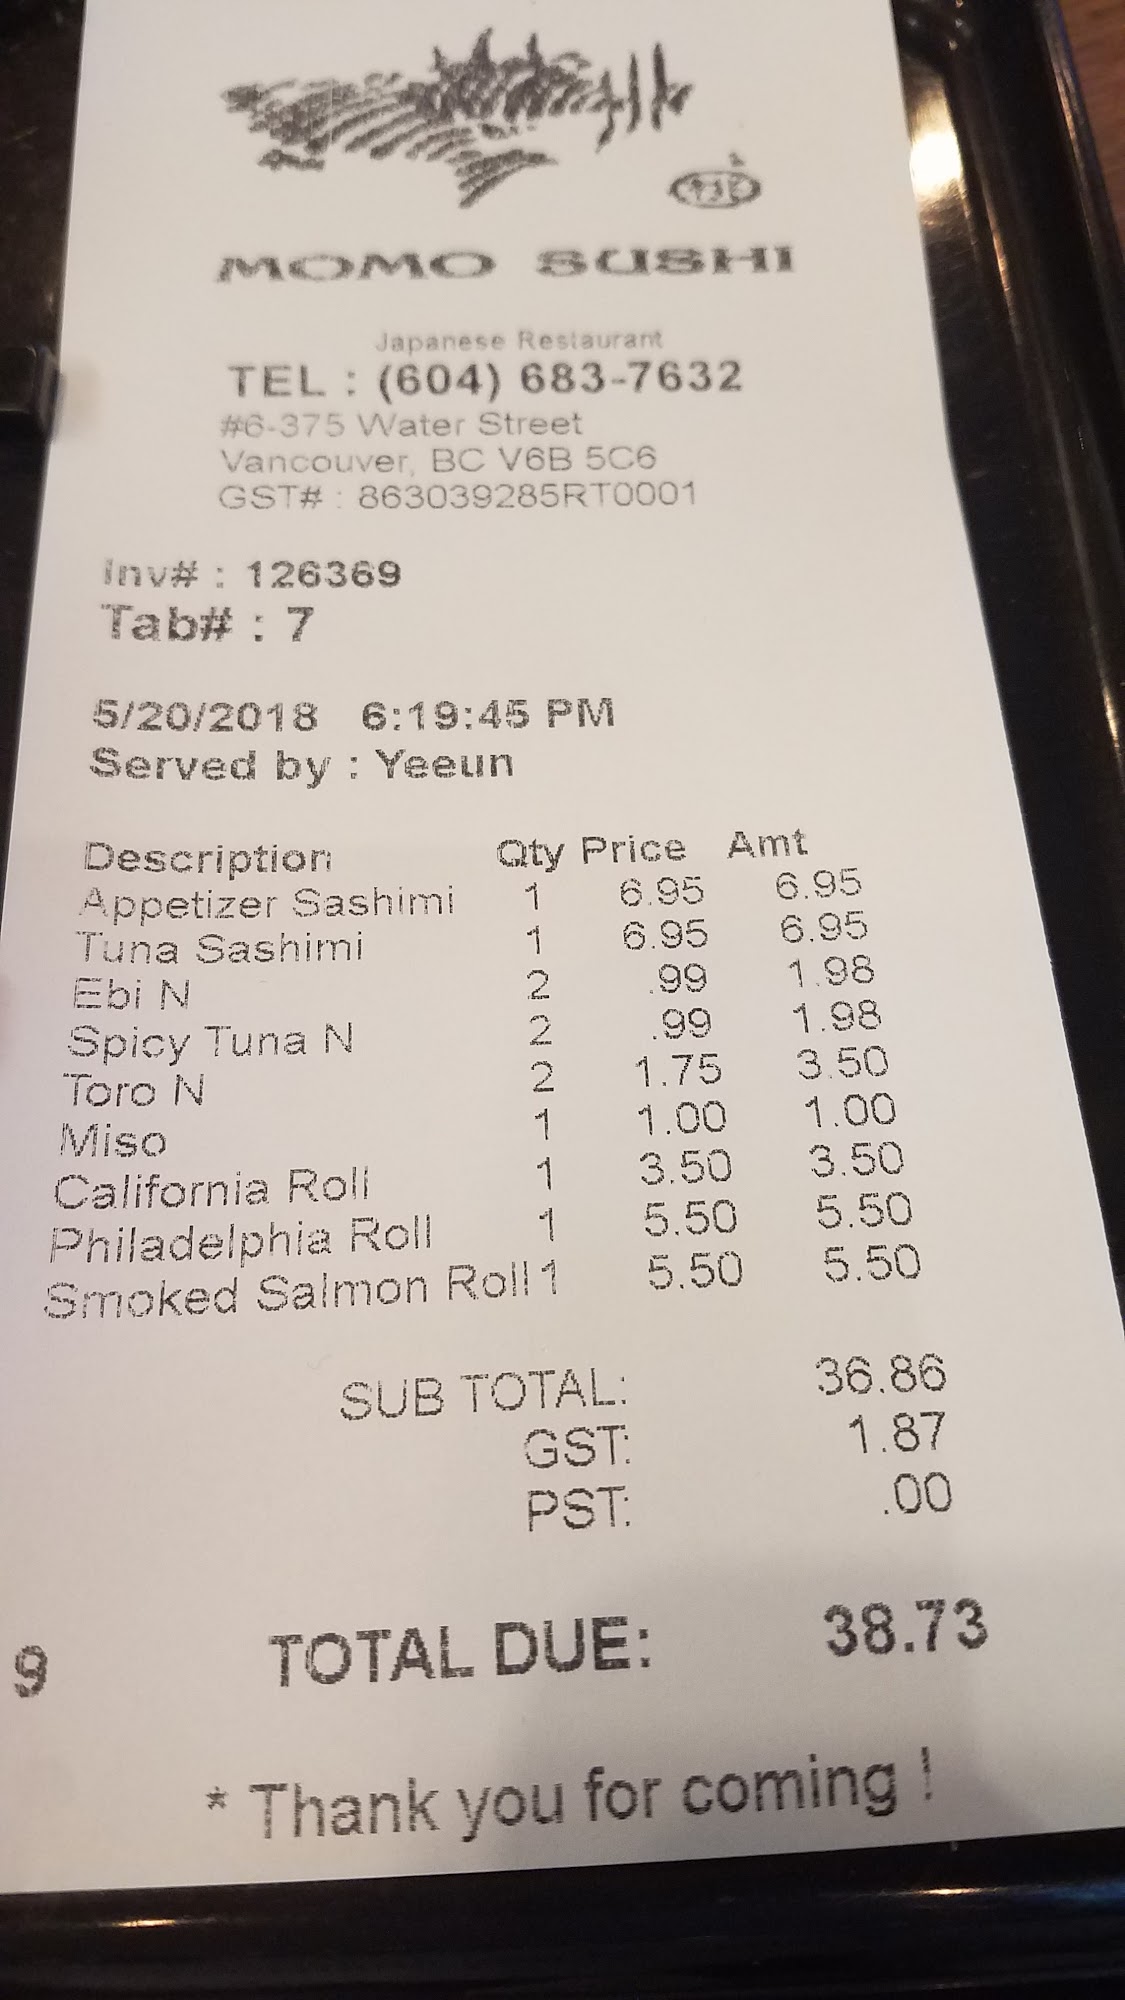 MOMO SUSHI
Japanese Restaurant
TEL : (604) 683-7632
#6-375 Water Street
Vancouver, BC V6B 5C6
GST# : 863039285RT0001
Inv# : 126369
Tab# : 7
5/20/2018 6:19:45 PM
Served by : Yeeun
Description Qty Price Amt
Appetizer Sashimi 1 6.95 6.95
Tuna Sashimi 1 6.95 6.95
Ebi N 2 .99 1.98
Spicy Tuna N 2 .99 1.98
Toro N 2 1.75 3.50
Miso 1 1.00 1.00
California Roll 1 3.50 3.50
Philadelphia Roll 1 5.50 5.50
Smoked Salmon Roll 1 5.50 5.50
SUB TOTAL: 36.86
GST: 1.87
PST: .00
9 TOTAL DUE: 38.73
* Thank you for coming !